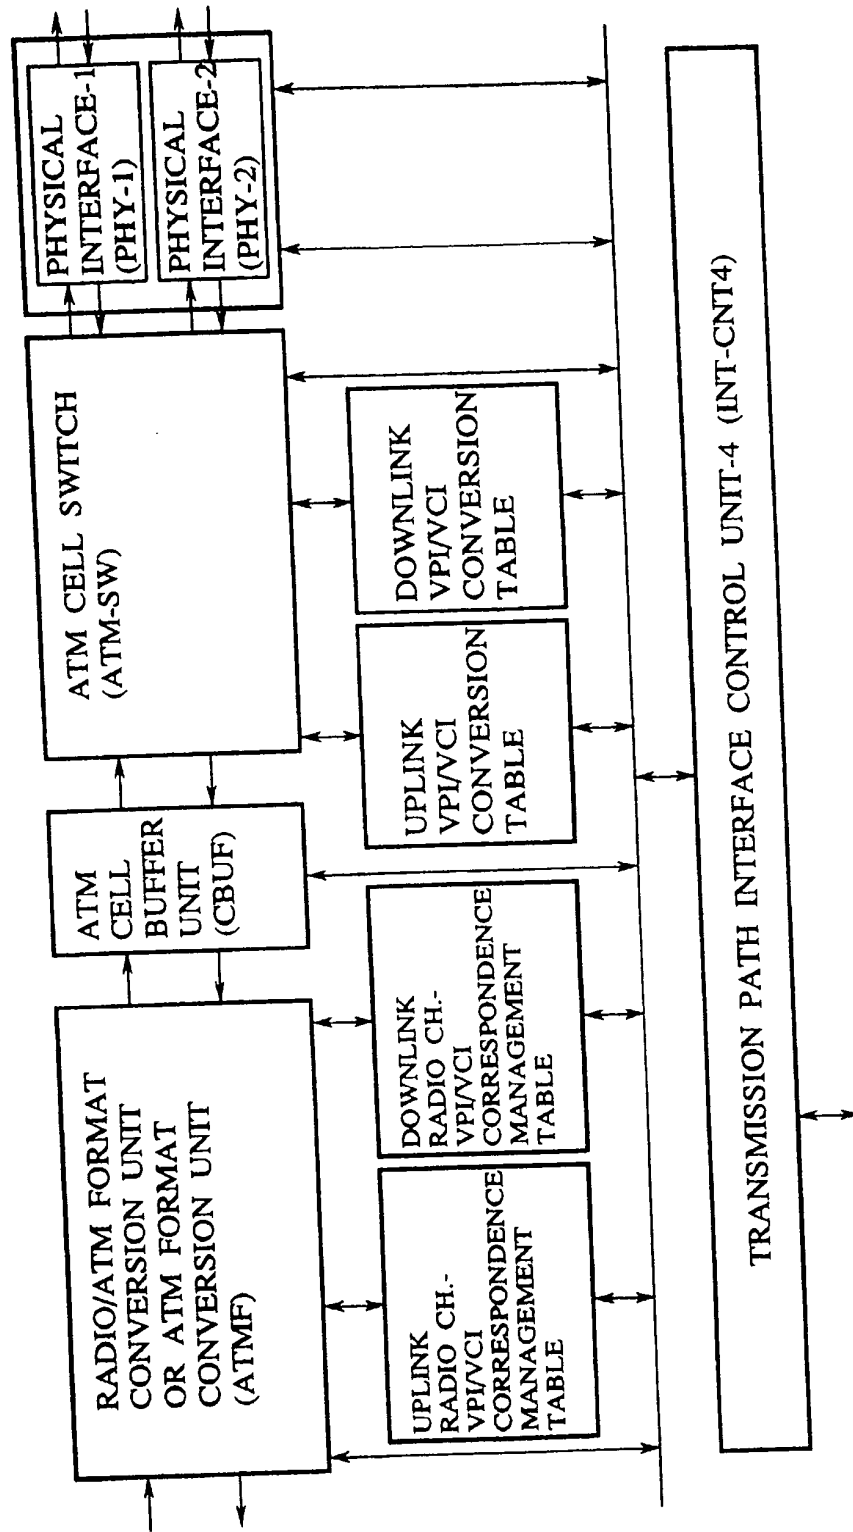 RADIO/ATM FORMAT
CONVERSION UNIT
OR ATM FORMAT
CONVERSION UNIT
(ATMF)
ATM
CELL
BUFFER
UNIT
(CBUF)
ATM CELL SWITCH
(ATM-SW)
PHYSICAL
INTERFACE-1
(PHY-1)
PHYSICAL
INTERFACE-2
(PHY-2)
UPLINK
RADIO CH.-
VPI/VCI
CORRESPONDENCE
MANAGEMENT
TABLE
DOWNLINK
RADIO CH.-
VPI/VCI
CORRESPONDENCE
MANAGEMENT
TABLE
UPLINK
VPI/VCI
CONVERSION
TABLE
DOWNLINK
VPI/VCI
CONVERSION
TABLE
TRANSMISSION PATH INTERFACE CONTROL UNIT-4 (INT-CNT4)